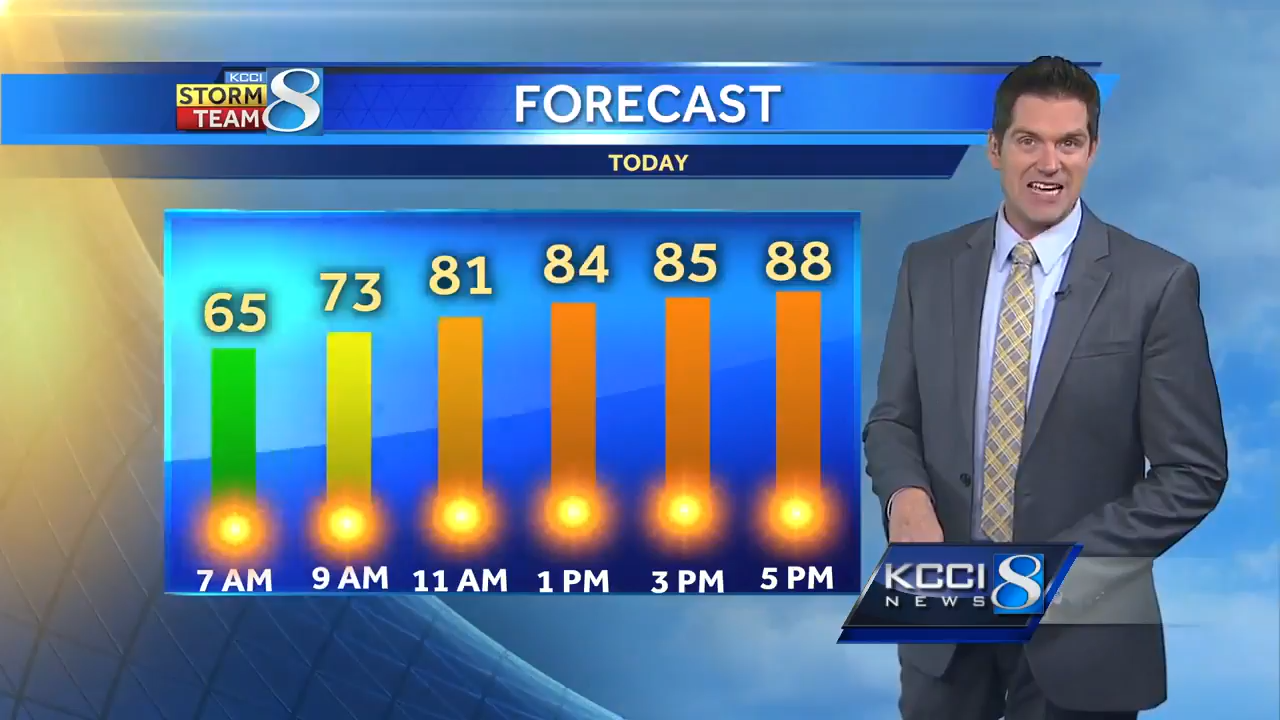 KCCI
STORM
TEAM 8
FORECAST
TODAY
65 73 81 84 85 88
7 AM 9 AM 11 AM 1 PM 3 PM 5 PM
KCCI 8
NEWS